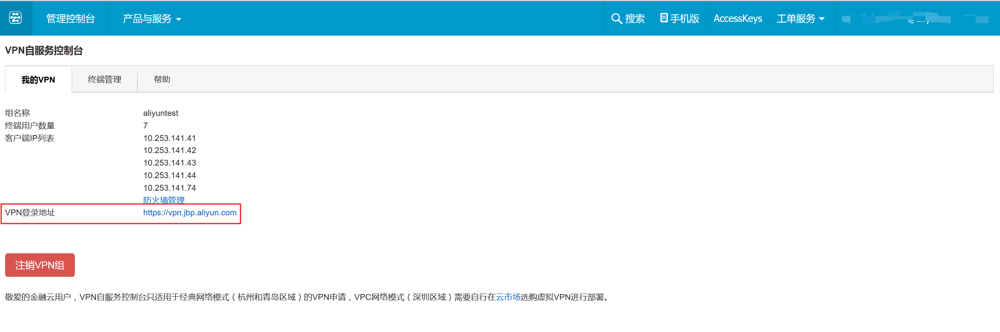 管理控制台 产品与服务 搜索 手机版 AccessKeys 工单服务
VPN自服务控制台
我的VPN 终端管理 帮助
组名称 aliyuntest
终端用户数量 7
客户端IP列表 10.253.141.41
10.253.141.42
10.253.141.43
10.253.141.44
10.253.141.74
防火墙管理
VPN登录地址 https://vpn.jbp.aliyun.com
注销VPN组
敬爱的金融云用户，VPN自服务控制台只适用于经典网络模式（杭州和青岛区域）的VPN申请，VPC网络模式（深圳区域）需要自行在云市场选购虚拟VPN进行部署。